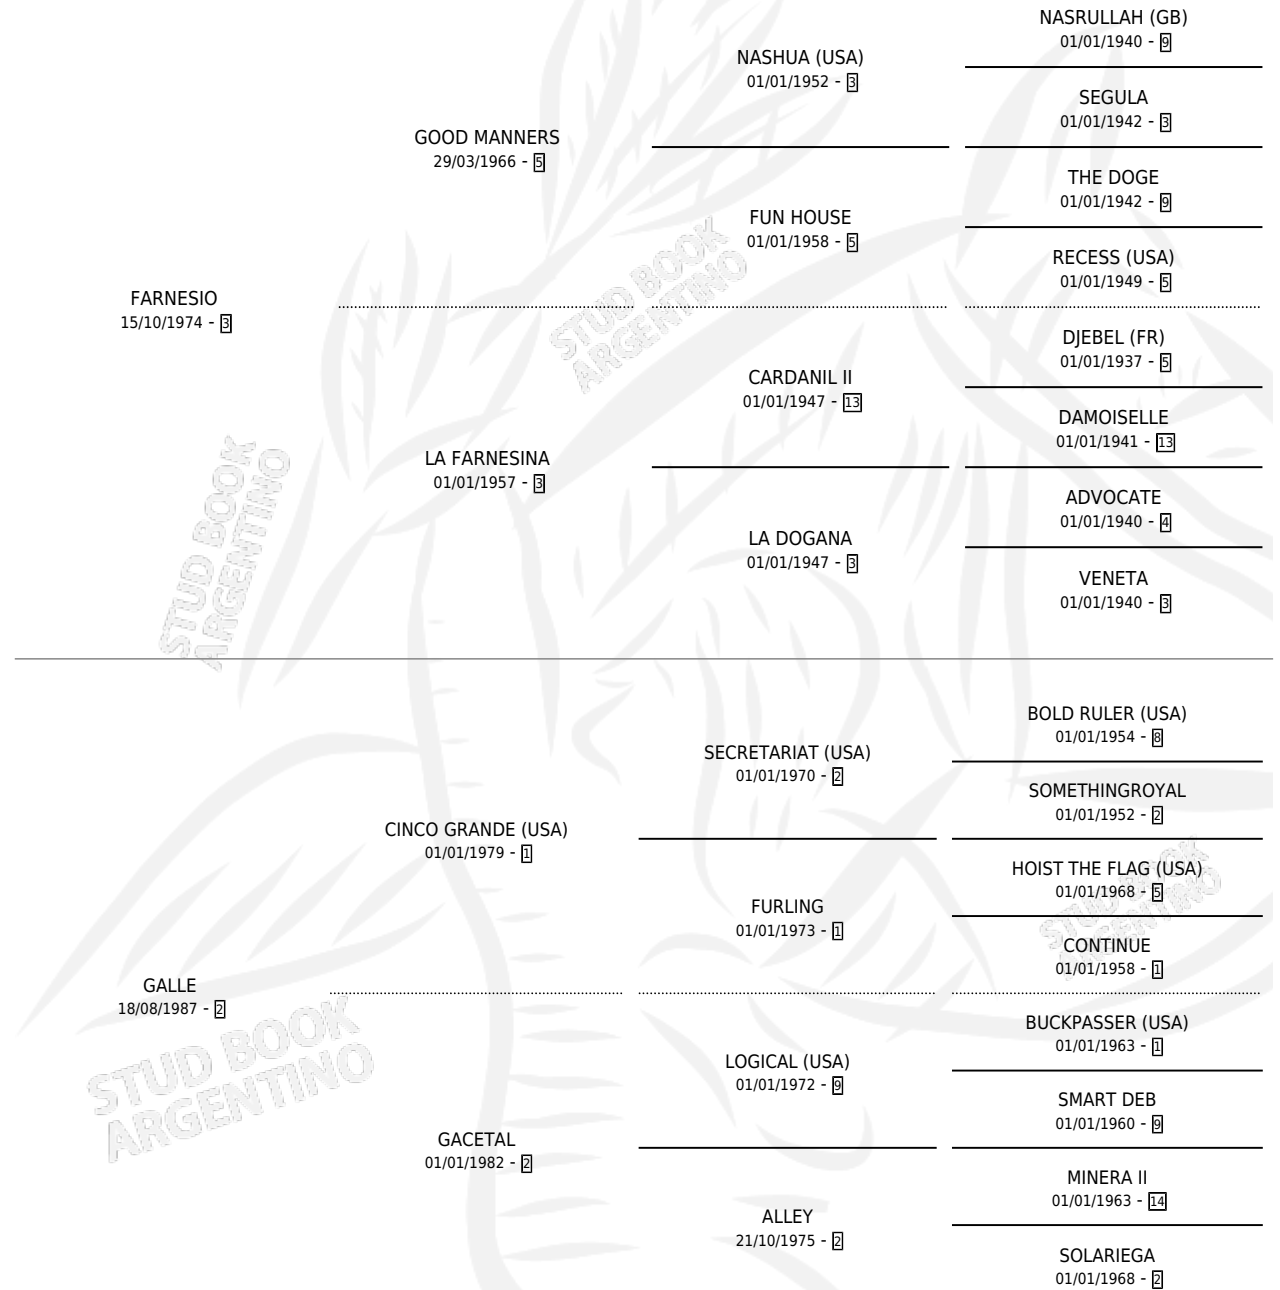 NASRULLAH (GB)
01/01/1940 - 9
NASHUA (USA)
01/01/1952 - 3
SEGULA
01/01/1942 - 3
GOOD MANNERS
29/03/1966 - 5
THE DOGE
01/01/1942 - 9
FUN HOUSE
01/01/1958 - 5
RECESS (USA)
01/01/1949 - 5
FARNESIO
15/10/1974 - 3
DJEBEL (FR)
01/01/1937 - 5
CARDANIL II
01/01/1947 - 13
DAMOISELLE
01/01/1941 - 13
LA FARNESINA
01/01/1957 - 3
ADVOCATE
01/01/1940 - 4
LA DOGANA
01/01/1947 - 3
VENETA
01/01/1940 - 3
STUD BOOK
ARGENTINO
STUD BOOK
ARGENTINO
BOLD RULER (USA)
01/01/1954 - 8
SECRETARIAT (USA)
01/01/1970 - 2
SOMETHINGROYAL
01/01/1952 - 2
CINCO GRANDE (USA)
01/01/1979 - 1
HOIST THE FLAG (USA)
01/01/1968 - 5
FURLING
01/01/1973 - 1
CONTINUE
01/01/1958 - 1
GALLE
18/08/1987 - 2
BUCKPASSER (USA)
01/01/1963 - 1
LOGICAL (USA)
01/01/1972 - 9
SMART DEB
01/01/1960 - 9
GACETAL
01/01/1982 - 2
MINERA II
01/01/1963 - 14
ALLEY
21/10/1975 - 2
SOLARIEGA
01/01/1968 - 2
STUD BOOK
ARGENTINO
STUD BOOK
ARGENTINO